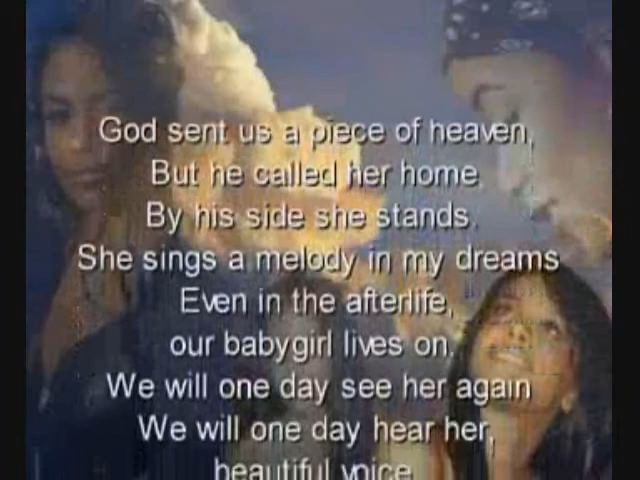 God sent us a piece of heaven,
But he called her home.
By his side she stands.
She sings a melody in my dreams
Even in the afterlife,
our babygirl lives on.
We will one day see her again
We will one day hear her,
beautiful voice